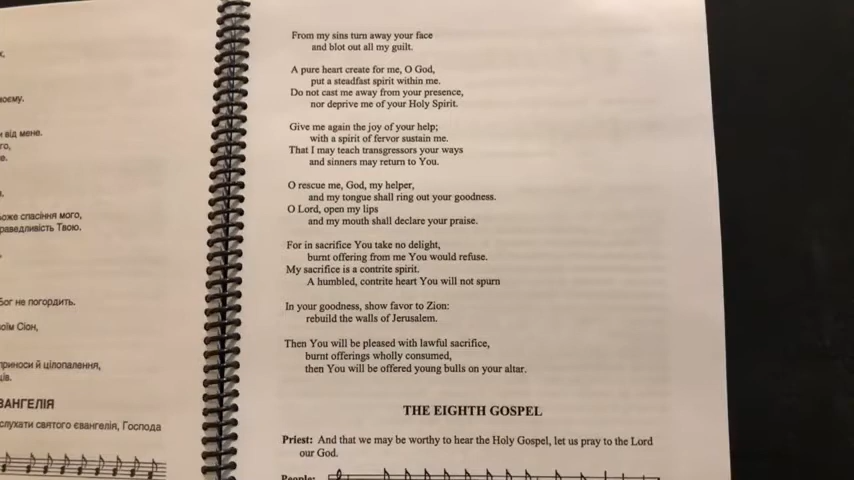 воєму.
від мене.
го,
оже спасіння мого,
раведливість Твою.
Бог не погордить.
воїм Сіон,
приноси й цілопалення,
ців.
ВАНГЕЛІЯ
слухати святого євангелія, Господа
From my sins turn away your face
and blot out all my guilt.
A pure heart create for me, O God,
put a steadfast spirit within me.
Do not cast me away from your presence,
nor deprive me of your Holy Spirit.
Give me again the joy of your help;
with a spirit of fervor sustain me.
That I may teach transgressors your ways
and sinners may return to You.
O rescue me, God, my helper,
and my tongue shall ring out your goodness.
O Lord, open my lips
and my mouth shall declare your praise.
For in sacrifice You take no delight,
burnt offering from me You would refuse.
My sacrifice is a contrite spirit.
A humbled, contrite heart You will not spurn
In your goodness, show favor to Zion:
rebuild the walls of Jerusalem.
Then You will be pleased with lawful sacrifice,
burnt offerings wholly consumed,
then You will be offered young bulls on your altar.
THE EIGHTH GOSPEL
Priest: And that we may be worthy to hear the Holy Gospel, let us pray to the Lord
our God.
People: